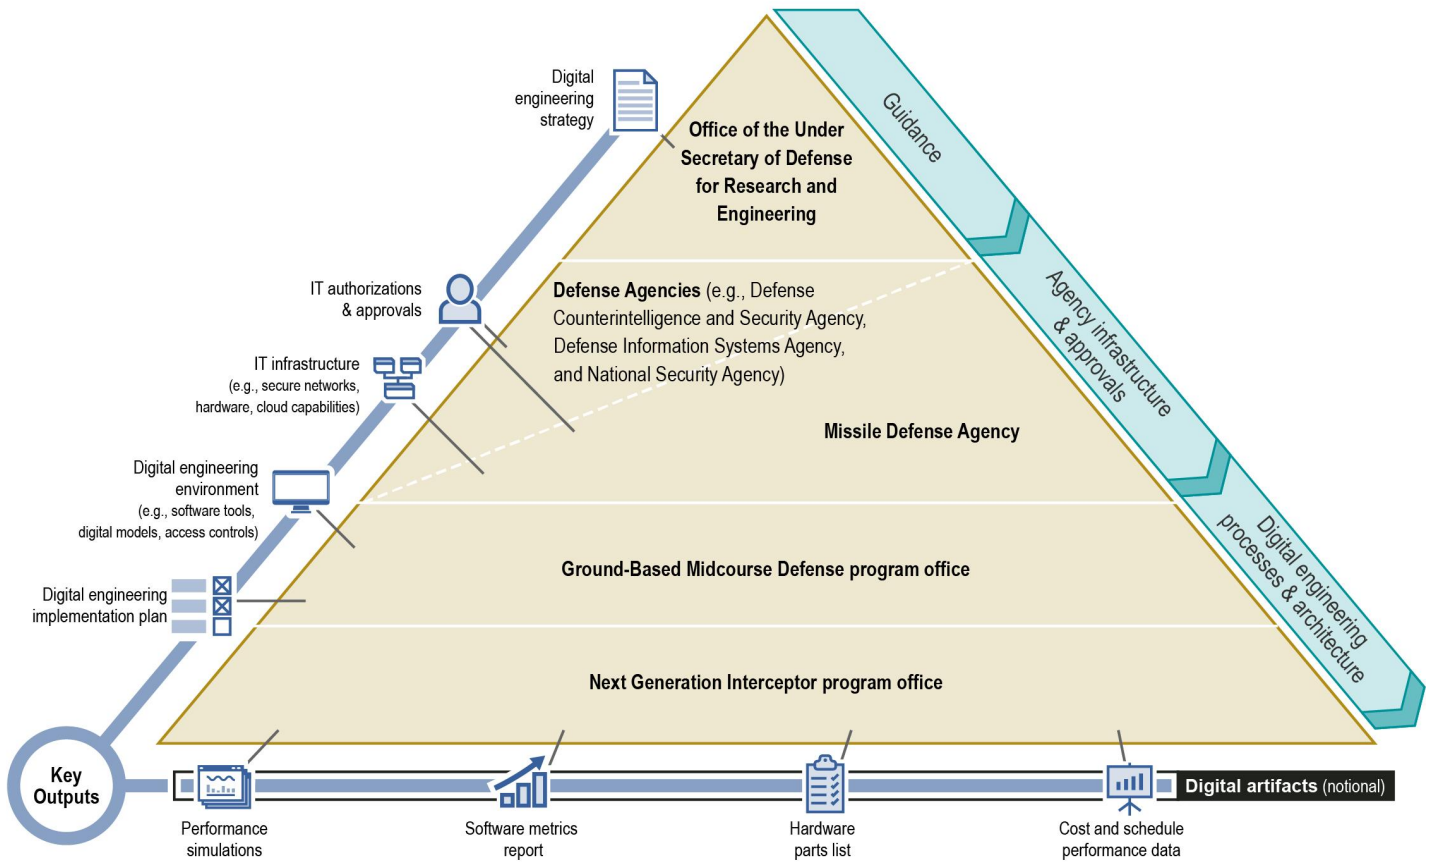 Digital
engineering
strategy
Office of the Under
Secretary of Defense
for Research and
Engineering
Guidance
IT authorizations
& approvals
Defense Agencies (e.g., Defense
Counterintelligence and Security Agency,
Defense Information Systems Agency,
and National Security Agency)
Agency infrastructure
& approvals
IT infrastructure
(e.g., secure networks,
hardware, cloud capabilities)
Missile Defense Agency
Digital engineering
environment
(e.g., software tools,
digital models, access controls)
Digital engineering
processes & architecture
Ground-Based Midcourse Defense program office
Digital engineering
implementation plan
Next Generation Interceptor program office
Key
Outputs
Digital artifacts (notional)
Performance
simulations
Software metrics
report
Hardware
parts list
Cost and schedule
performance data